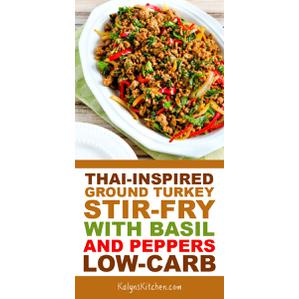 THAI-INSPIRED
GROUND TURKEY
STIR-FRY
WITH BASIL
AND PEPPERS
LOW-CARB
KalynsKitchen.com